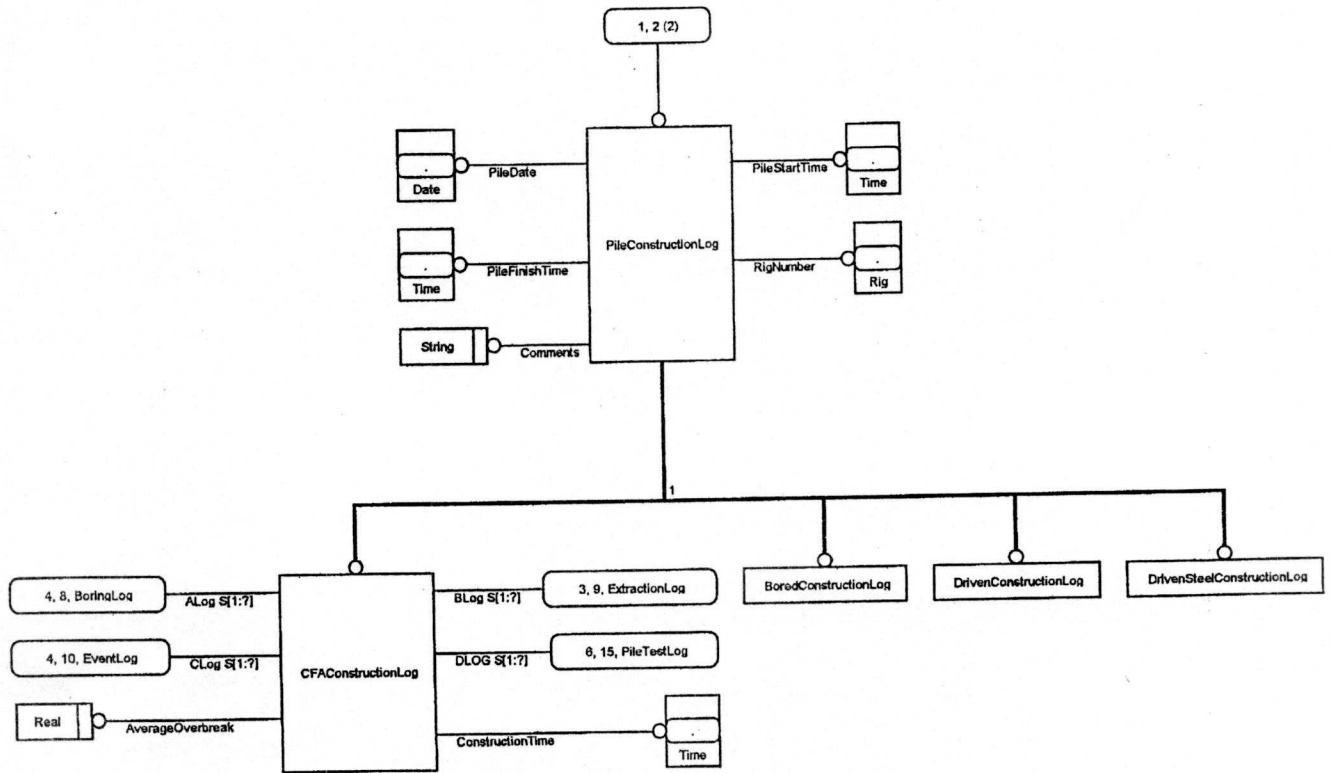 1, 2 (2)
PileDate
Date
PileStartTime
Time
PileConstructionLog
PileFinishTime
Time
RigNumber
Rig
String
Comments
1
4, 8, BoringLog
ALog S[1:?]
BLog S[1:?]
3, 9, ExtractionLog
BoredConstructionLog
DrivenConstructionLog
DrivenSteelConstructionLog
4, 10, EventLog
CLog S[1:?]
CFAConstructionLog
DLOG S[1:?]
6, 15, PileTestLog
Real
AverageOverbreak
ConstructionTime
Time